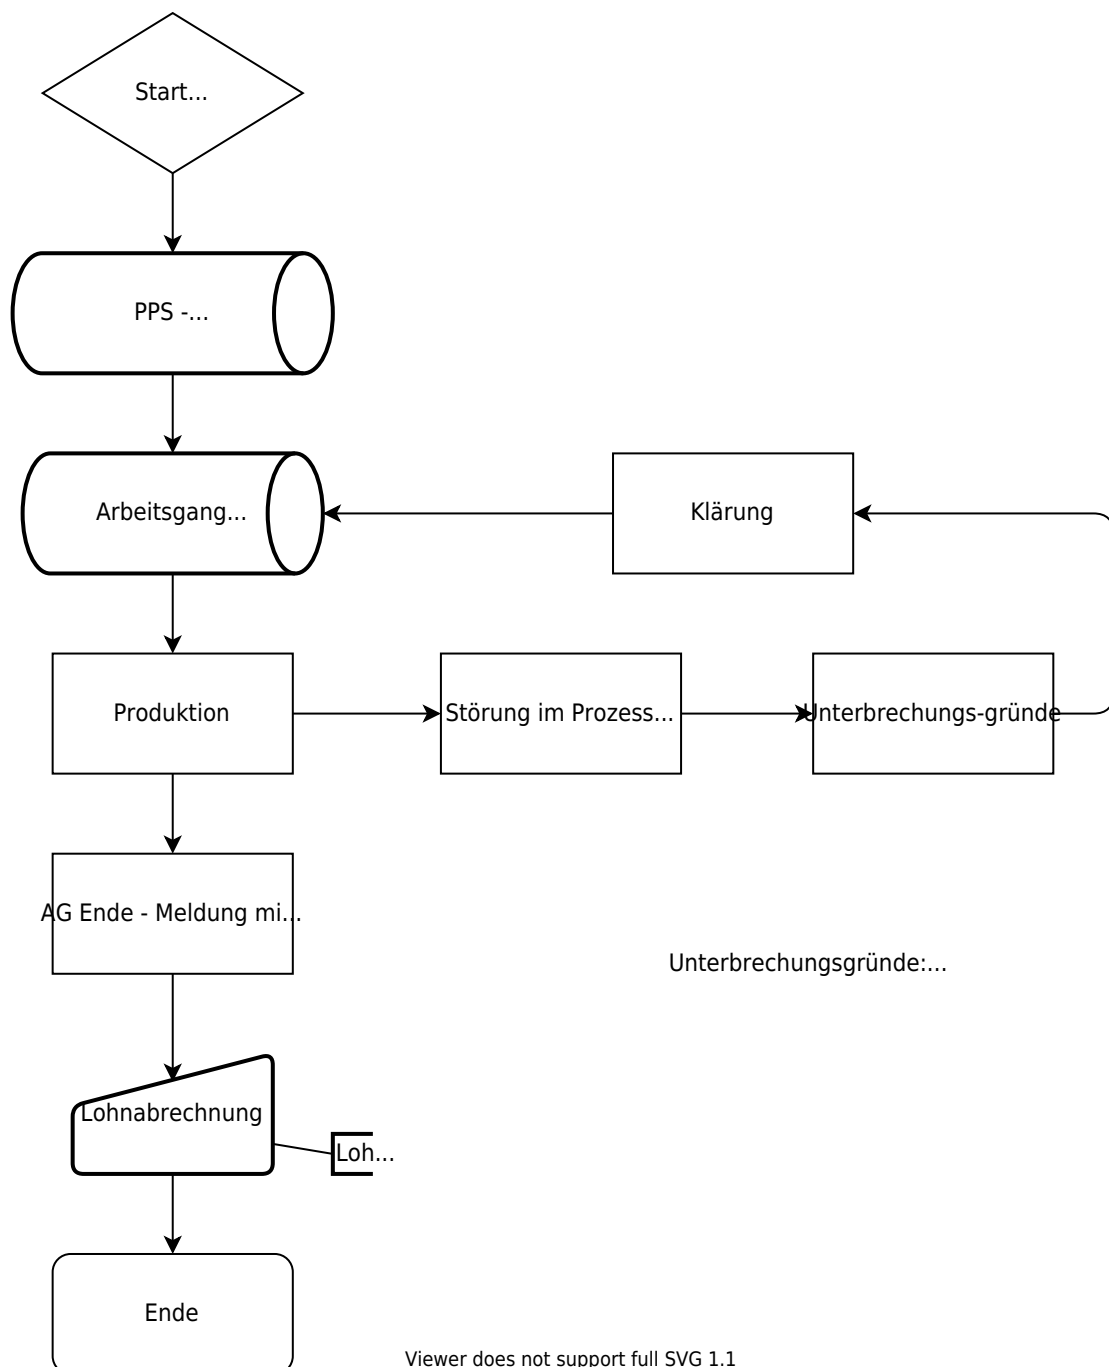 Start...
PPS -...
Arbeitsgang...
Klärung
Produktion
Störung im Prozess...
Unterbrechungs-gründe
AG Ende - Meldung mi...
Unterbrechungsgründe:...
Lohnabrechnung
Loh...
Ende
Viewer does not support full SVG 1.1